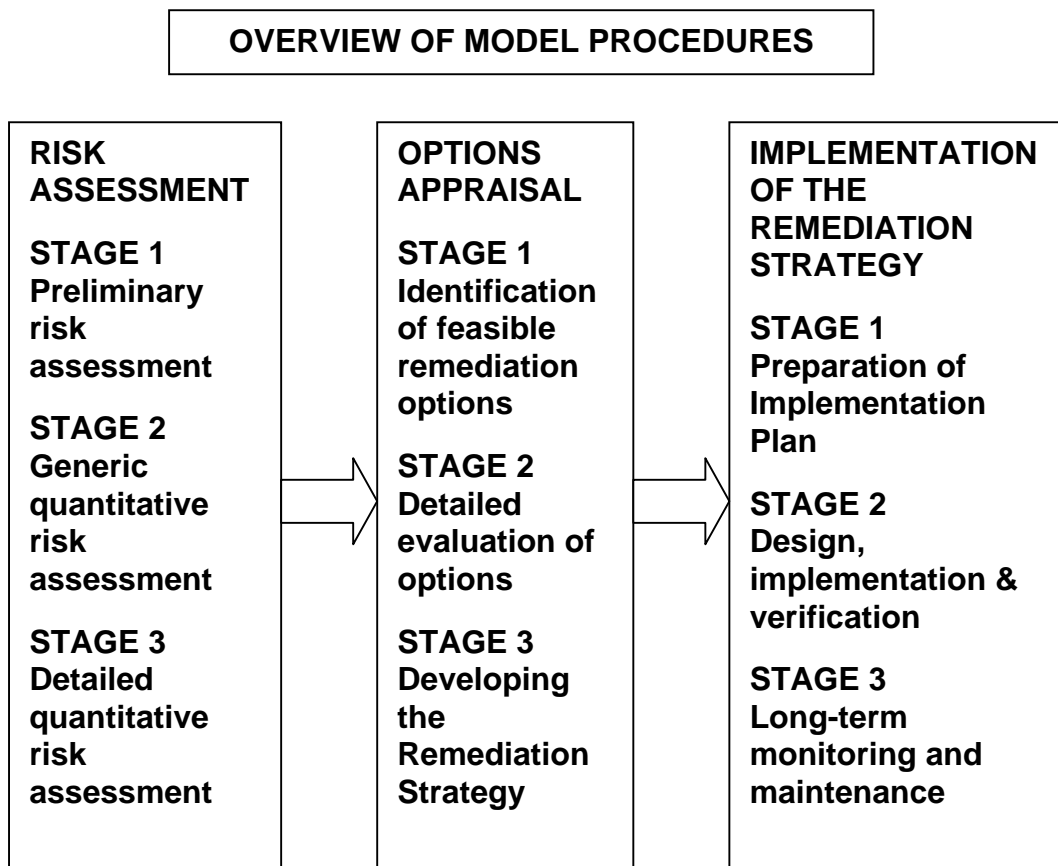 OVERVIEW OF MODEL PROCEDURES
RISK
ASSESSMENT
STAGE 1
Preliminary
risk
assessment
STAGE 2
Generic
quantitative
risk
assessment
STAGE 3
Detailed
quantitative
risk
assessment
OPTIONS
APPRAISAL
STAGE 1
Identification
of feasible
remediation
options
STAGE 2
Detailed
evaluation of
options
STAGE 3
Developing
the
Remediation
Strategy
IMPLEMENTATION
OF THE
REMEDIATION
STRATEGY
STAGE 1
Preparation of
Implementation
Plan
STAGE 2
Design,
implementation &
verification
STAGE 3
Long-term
monitoring and
maintenance